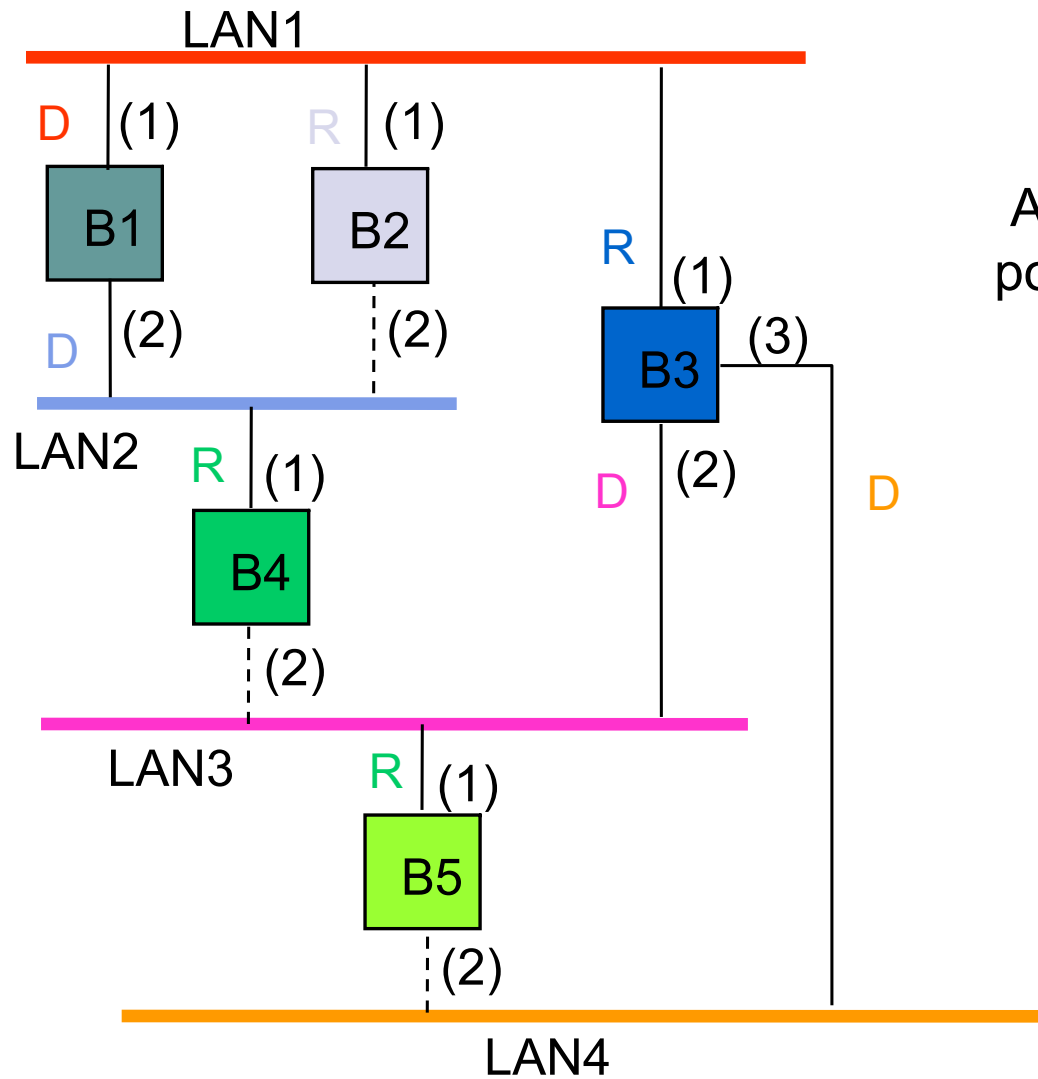 LAN1
D (1)
R (1)
B1
B2
R (1)
A
po
D (2)
(2)
B3
(3)
LAN2
R (1)
D (2)
D
B4
(2)
LAN3
R (1)
B5
(2)
LAN4